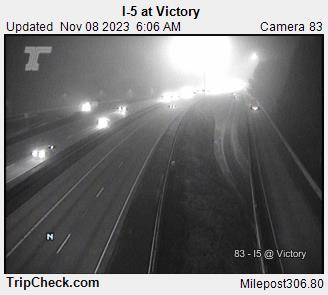 I-5 at Victory
Updated Nov 08 2023 6:06 AM Camera 83
N
83 - I5 @ Victory
TripCheck.com Milepost306.80